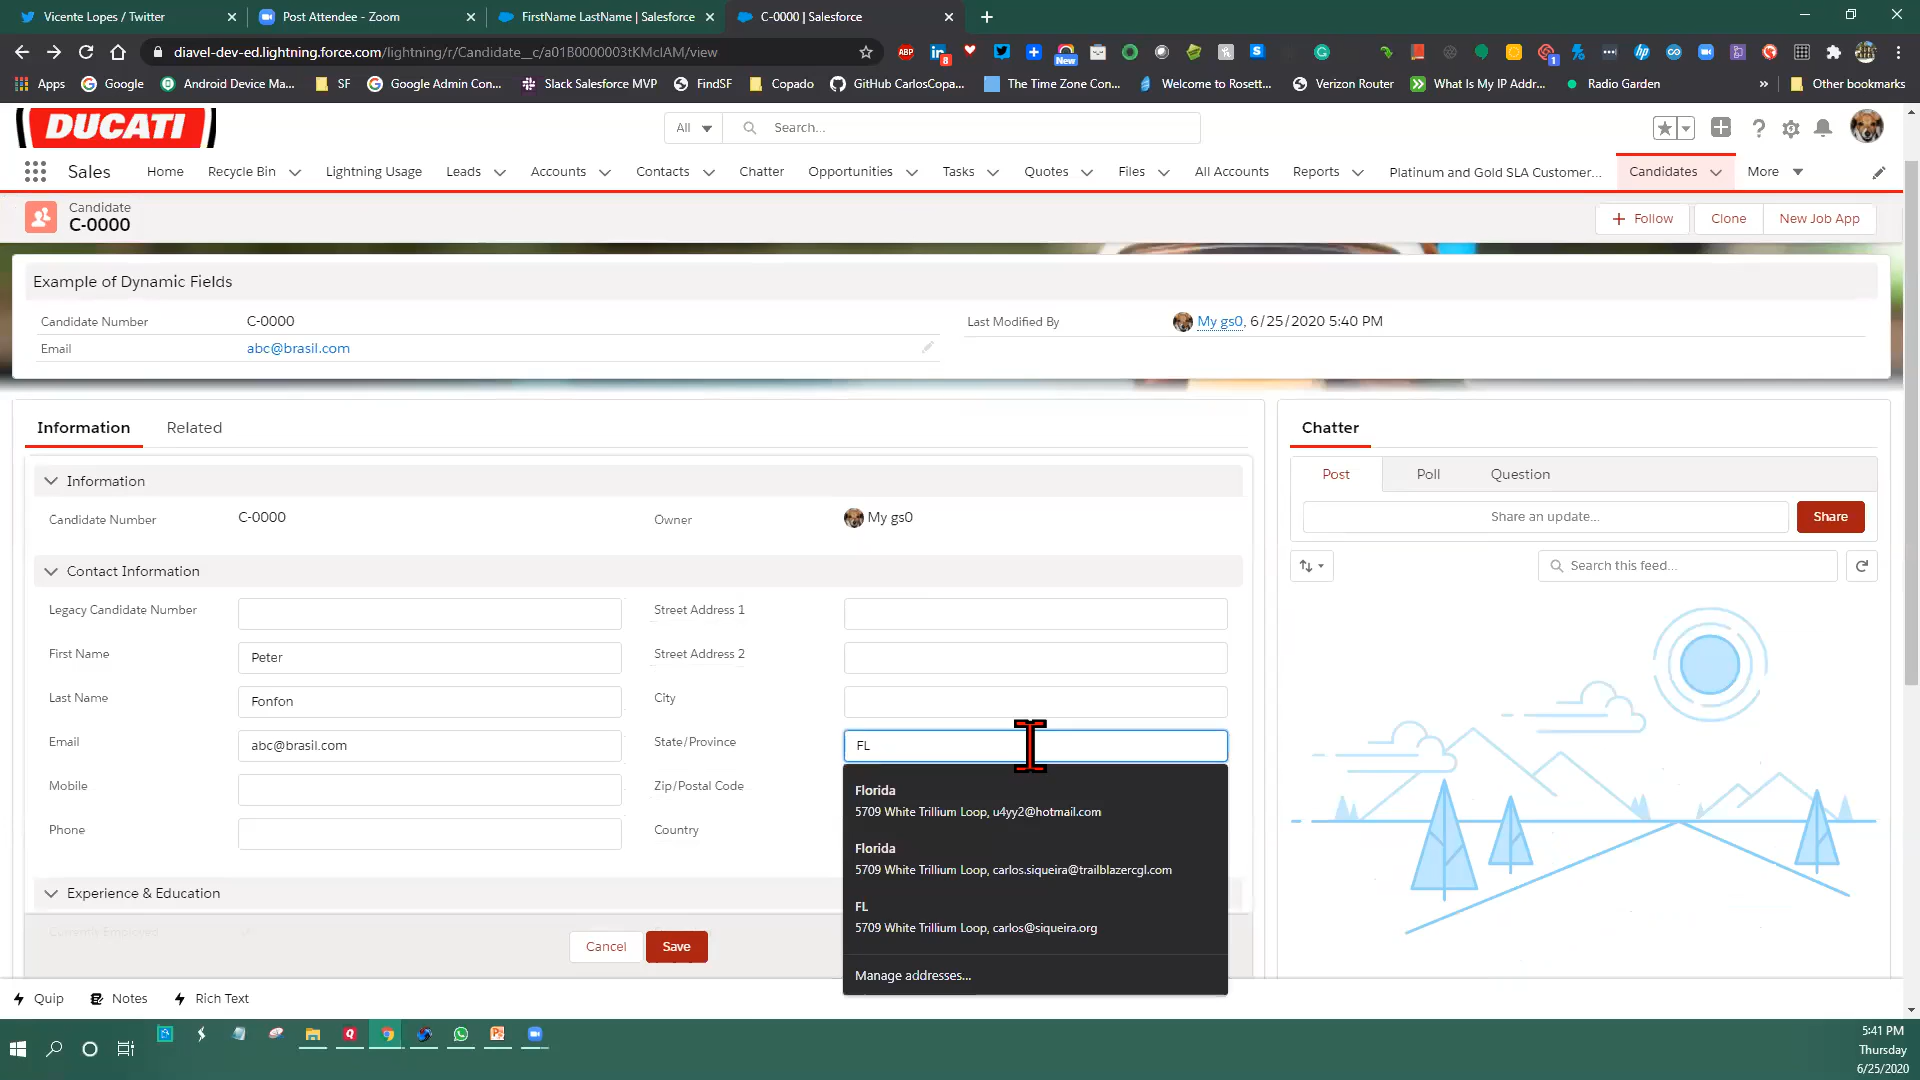 Vicente Lopes / Twitter
Post Attendee - Zoom
FirstName LastName | Salesforce
C-0000 | Salesforce
diavel-dev-ed.lightning.force.com/lightning/r/Candidate__c/a01B0000003tKMcIAM/view
ABP
8
New
1
Apps
Google
Android Device Ma...
SF
Google Admin Con...
Slack Salesforce MVP
FindSF
Copado
GitHub CarlosCopa...
The Time Zone Con...
Welcome to Rosett...
Verizon Router
What Is My IP Addr...
Radio Garden
»
Other bookmarks
DUCATI
All
Search...
Sales
Home
Recycle Bin
Lightning Usage
Leads
Accounts
Contacts
Chatter
Opportunities
Tasks
Quotes
Files
All Accounts
Reports
Platinum and Gold SLA Customer...
Candidates
More
Candidate
C-0000
Follow
Clone
New Job App
Example of Dynamic Fields
Candidate Number
C-0000
Last Modified By
My gs0, 6/25/2020 5:40 PM
Email
abc@brasil.com
Information
Related
Chatter
Post
Poll
Question
Share an update...
Share
Search this feed...
Information
Candidate Number
C-0000
Owner
My gs0
Contact Information
Legacy Candidate Number
Street Address 1
First Name
Peter
Street Address 2
Last Name
Fonfon
City
Email
abc@brasil.com
State/Province
FL
Mobile
Zip/Postal Code
Phone
Country
Florida
5709 White Trillium Loop, u4yy2@hotmail.com
Florida
5709 White Trillium Loop, carlos.siqueira@trailblazercgl.com
FL
5709 White Trillium Loop, carlos@siqueira.org
Manage addresses...
Experience & Education
Currently Employed
Cancel
Save
Quip
Notes
Rich Text
5:41 PM
Thursday
6/25/2020